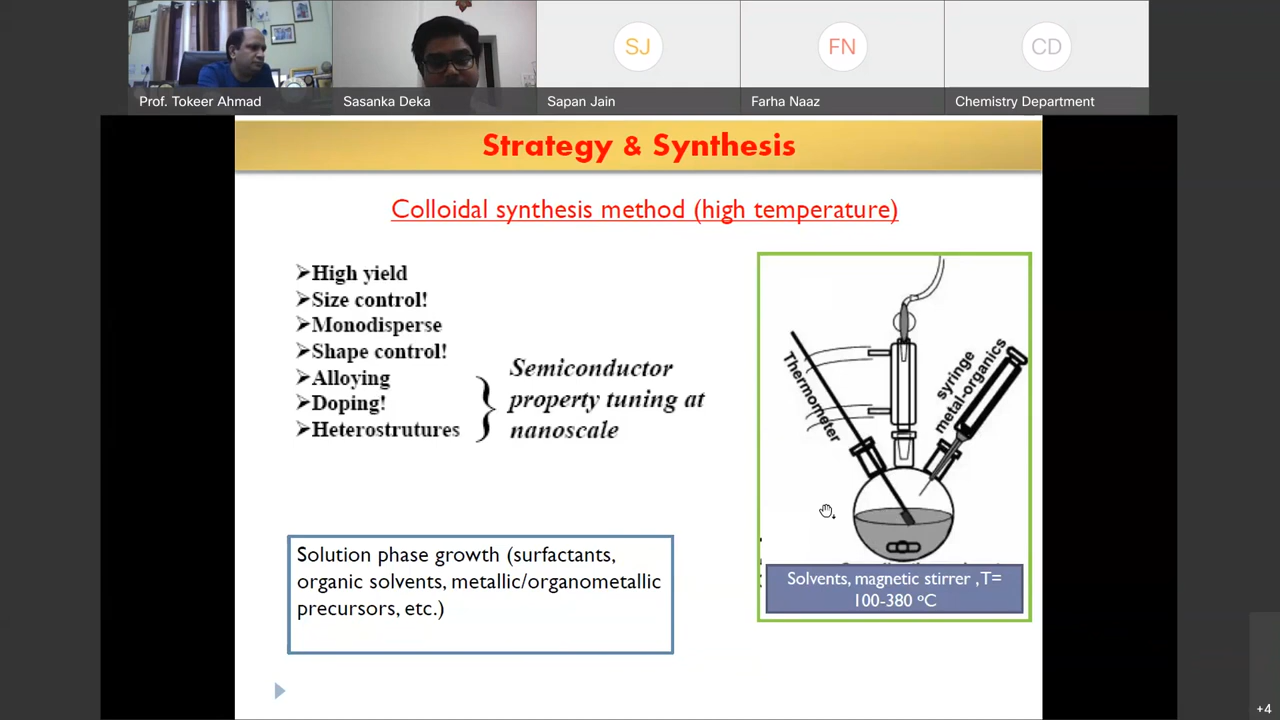 SJ
FN
CD
Prof. Tokeer Ahmad
Sasanka Deka
Sapan Jain
Farha Naaz
Chemistry Department
Strategy & Synthesis
Colloidal synthesis method (high temperature)
➢High yield
➢Size control!
➢Monodisperse
➢Shape control!
➢Alloying
➢Doping!
➢Heterostrutures
Semiconductor
property tuning at
nanoscale
Thermometer
syringe
metal-organics
Solvents, magnetic stirrer ,T=
100-380 ºC
Solution phase growth (surfactants,
organic solvents, metallic/organometallic
precursors, etc.)
+4